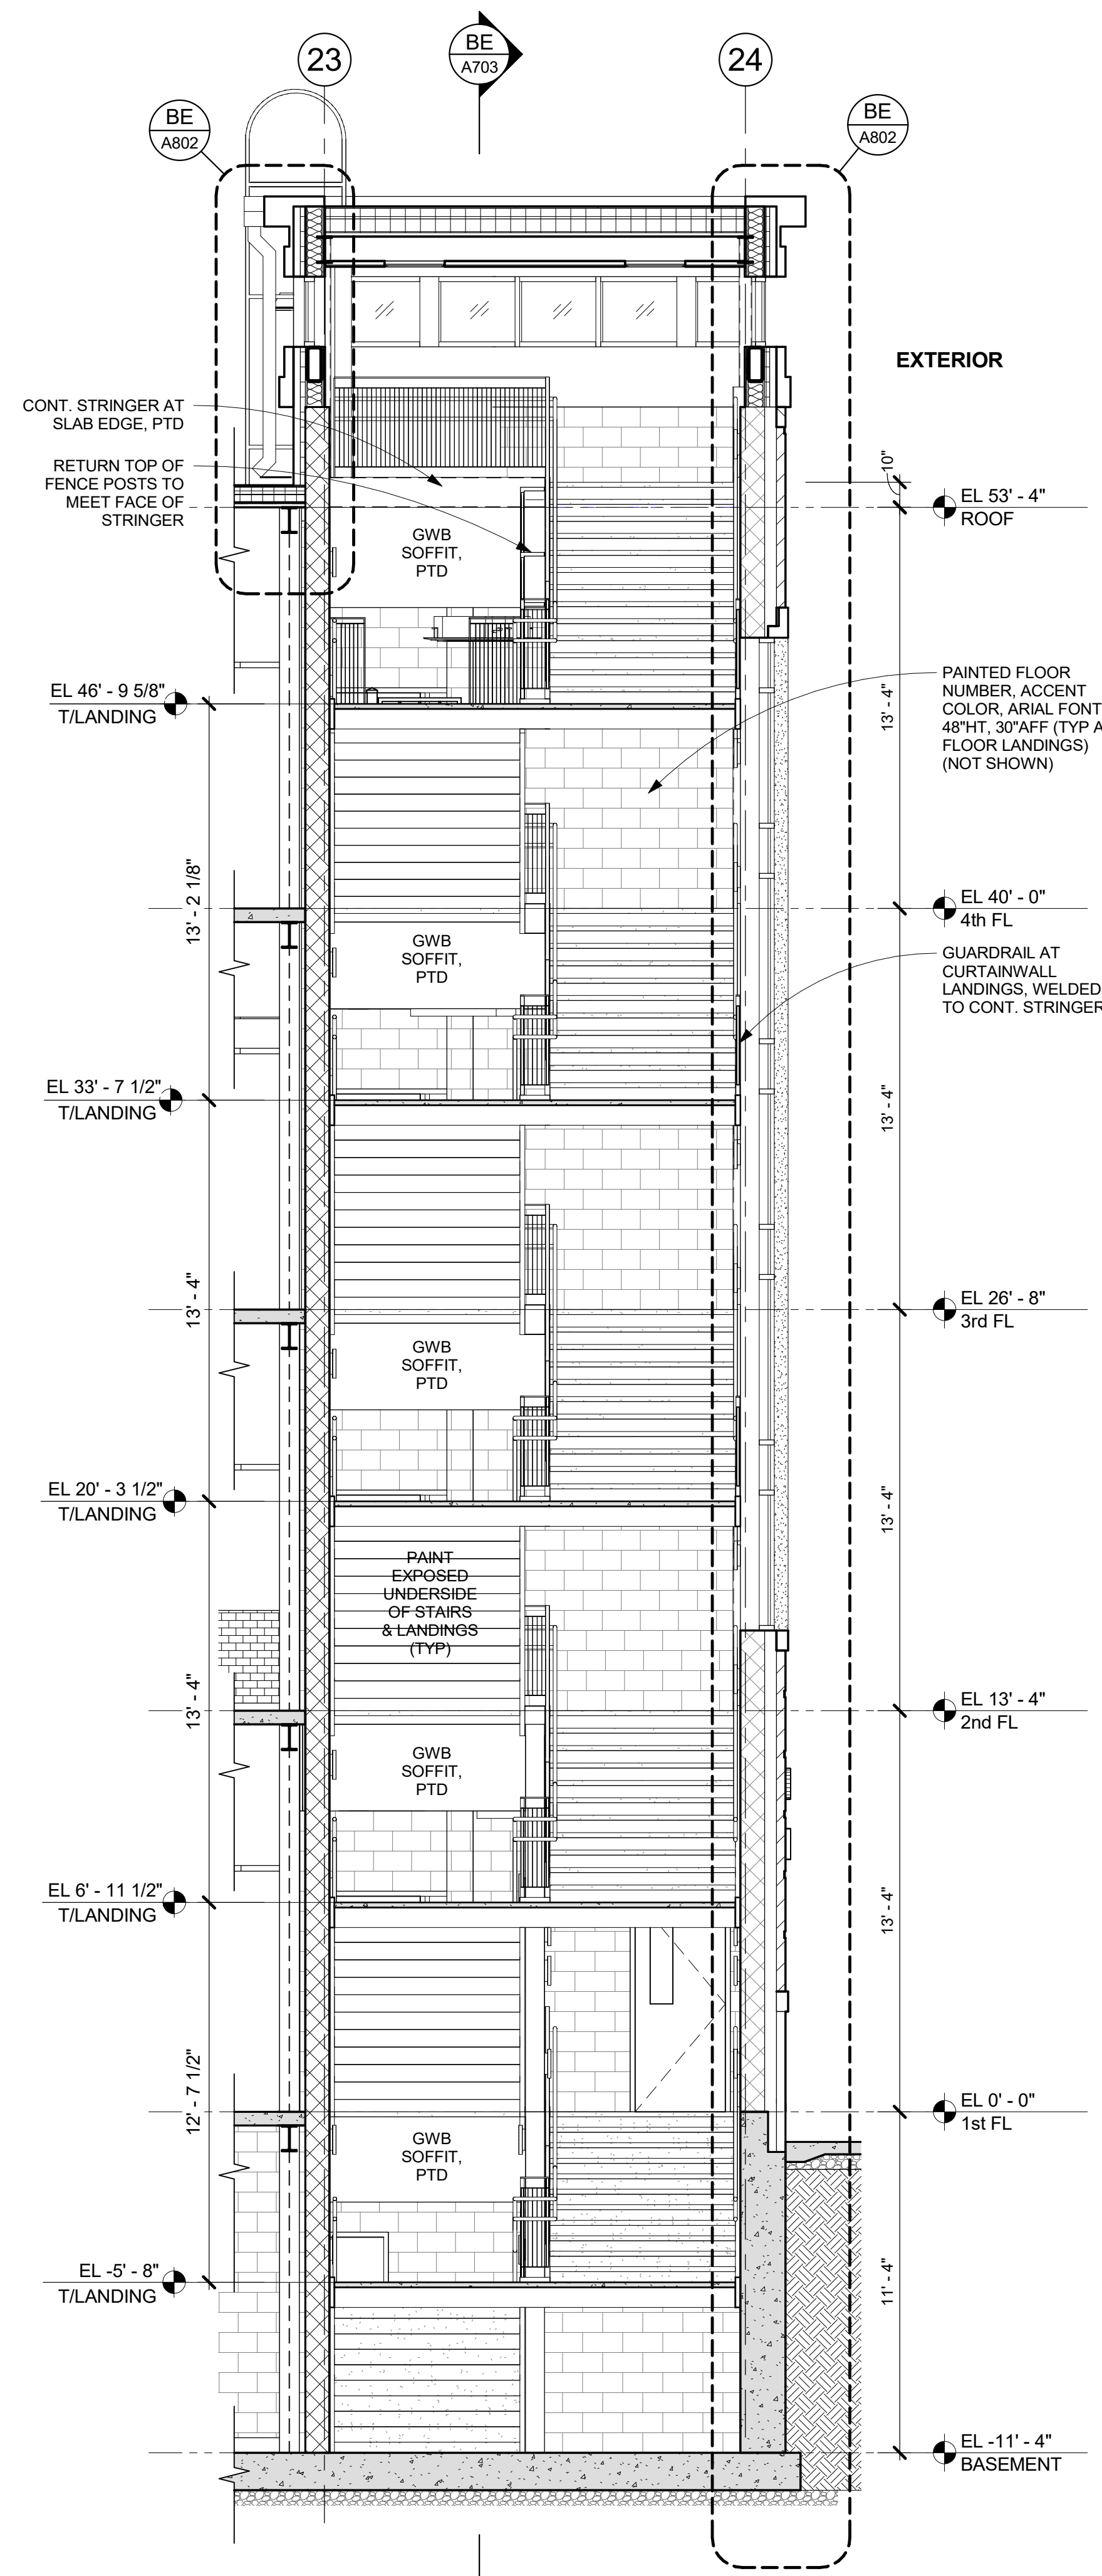 23
BE
A703
24
BE
A802
BE
A802
EXTERIOR
CONT. STRINGER AT
SLAB EDGE, PTD
RETURN TOP OF
FENCE POSTS TO
MEET FACE OF
STRINGER
10"
EL 53' - 4"
ROOF
GWB
SOFFIT,
PTD
EL 46' - 9 5/8"
T/LANDING
13' - 4"
PAINTED FLOOR
NUMBER, ACCENT
COLOR, ARIAL FONT
48"HT, 30"AFF (TYP A
FLOOR LANDINGS)
(NOT SHOWN)
13' - 2 1/8"
EL 40' - 0"
4th FL
GWB
SOFFIT,
PTD
GUARDRAIL AT
CURTAINWALL
LANDINGS, WELDED
TO CONT. STRINGER
EL 33' - 7 1/2"
T/LANDING
13' - 4"
13' - 4"
EL 26' - 8"
3rd FL
GWB
SOFFIT,
PTD
EL 20' - 3 1/2"
T/LANDING
13' - 4"
PAINT
EXPOSED
UNDERSIDE
OF STAIRS
& LANDINGS
(TYP)
13' - 4"
EL 13' - 4"
2nd FL
GWB
SOFFIT,
PTD
EL 6' - 11 1/2"
T/LANDING
13' - 4"
12' - 7 1/2"
EL 0' - 0"
1st FL
GWB
SOFFIT,
PTD
EL -5' - 8"
T/LANDING
11' - 4"
EL -11' - 4"
BASEMENT